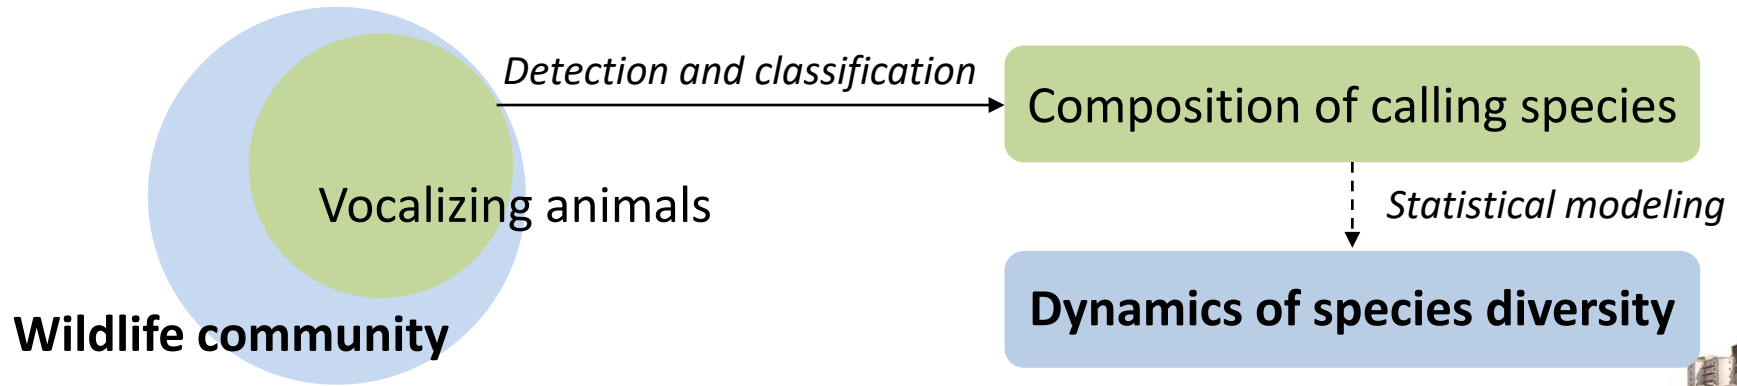 Detection and classification
Composition of calling species
Vocalizing animals
Statistical modeling
Wildlife community
Dynamics of species diversity